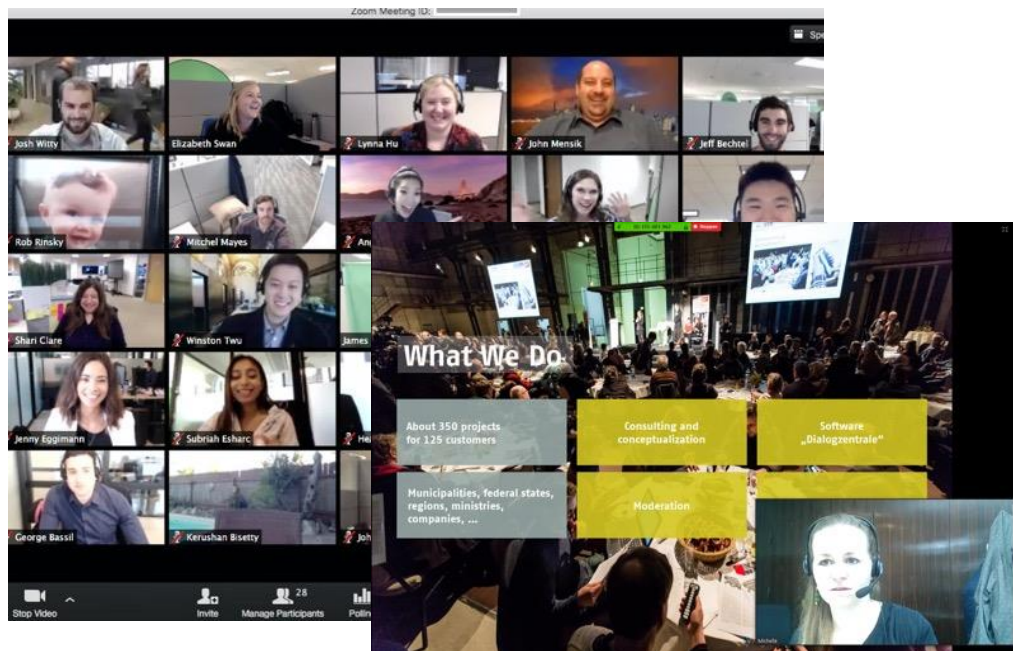 Zoom Meeting ID:
Josh Witty
Elizabeth Swan
Lynna Hu
John Mensik
Jeff Bechtel
Rob Rinsky
Mitchel Mayes
Shari Clare
Winston Twu
James
Jenny Eggimann
Subriah Esharc
George Bassil
Kerushan Bisetty
Stop Video
Invite
28
Manage Participants
What We Do
About 350 projects
for 125 customers
Consulting and
conceptualization
Software
„Dialogzentrale“
Municipalities, federal states,
regions, ministries,
companies, ...
Moderation
Michelle